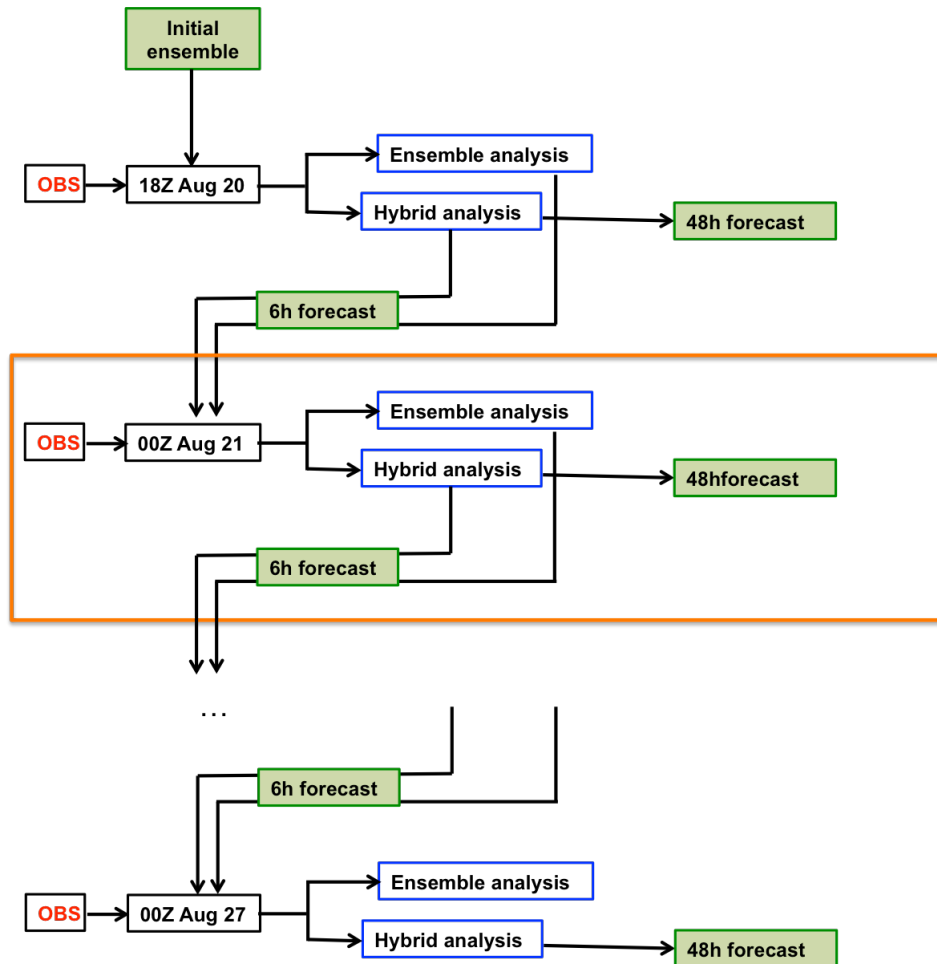 Initial
ensemble
Ensemble analysis
OBS
18Z Aug 20
Hybrid analysis
48h forecast
6h forecast
Ensemble analysis
OBS
00Z Aug 21
Hybrid analysis
48hforecast
6h forecast
...
6h forecast
Ensemble analysis
OBS
00Z Aug 27
Hybrid analysis
48h forecast